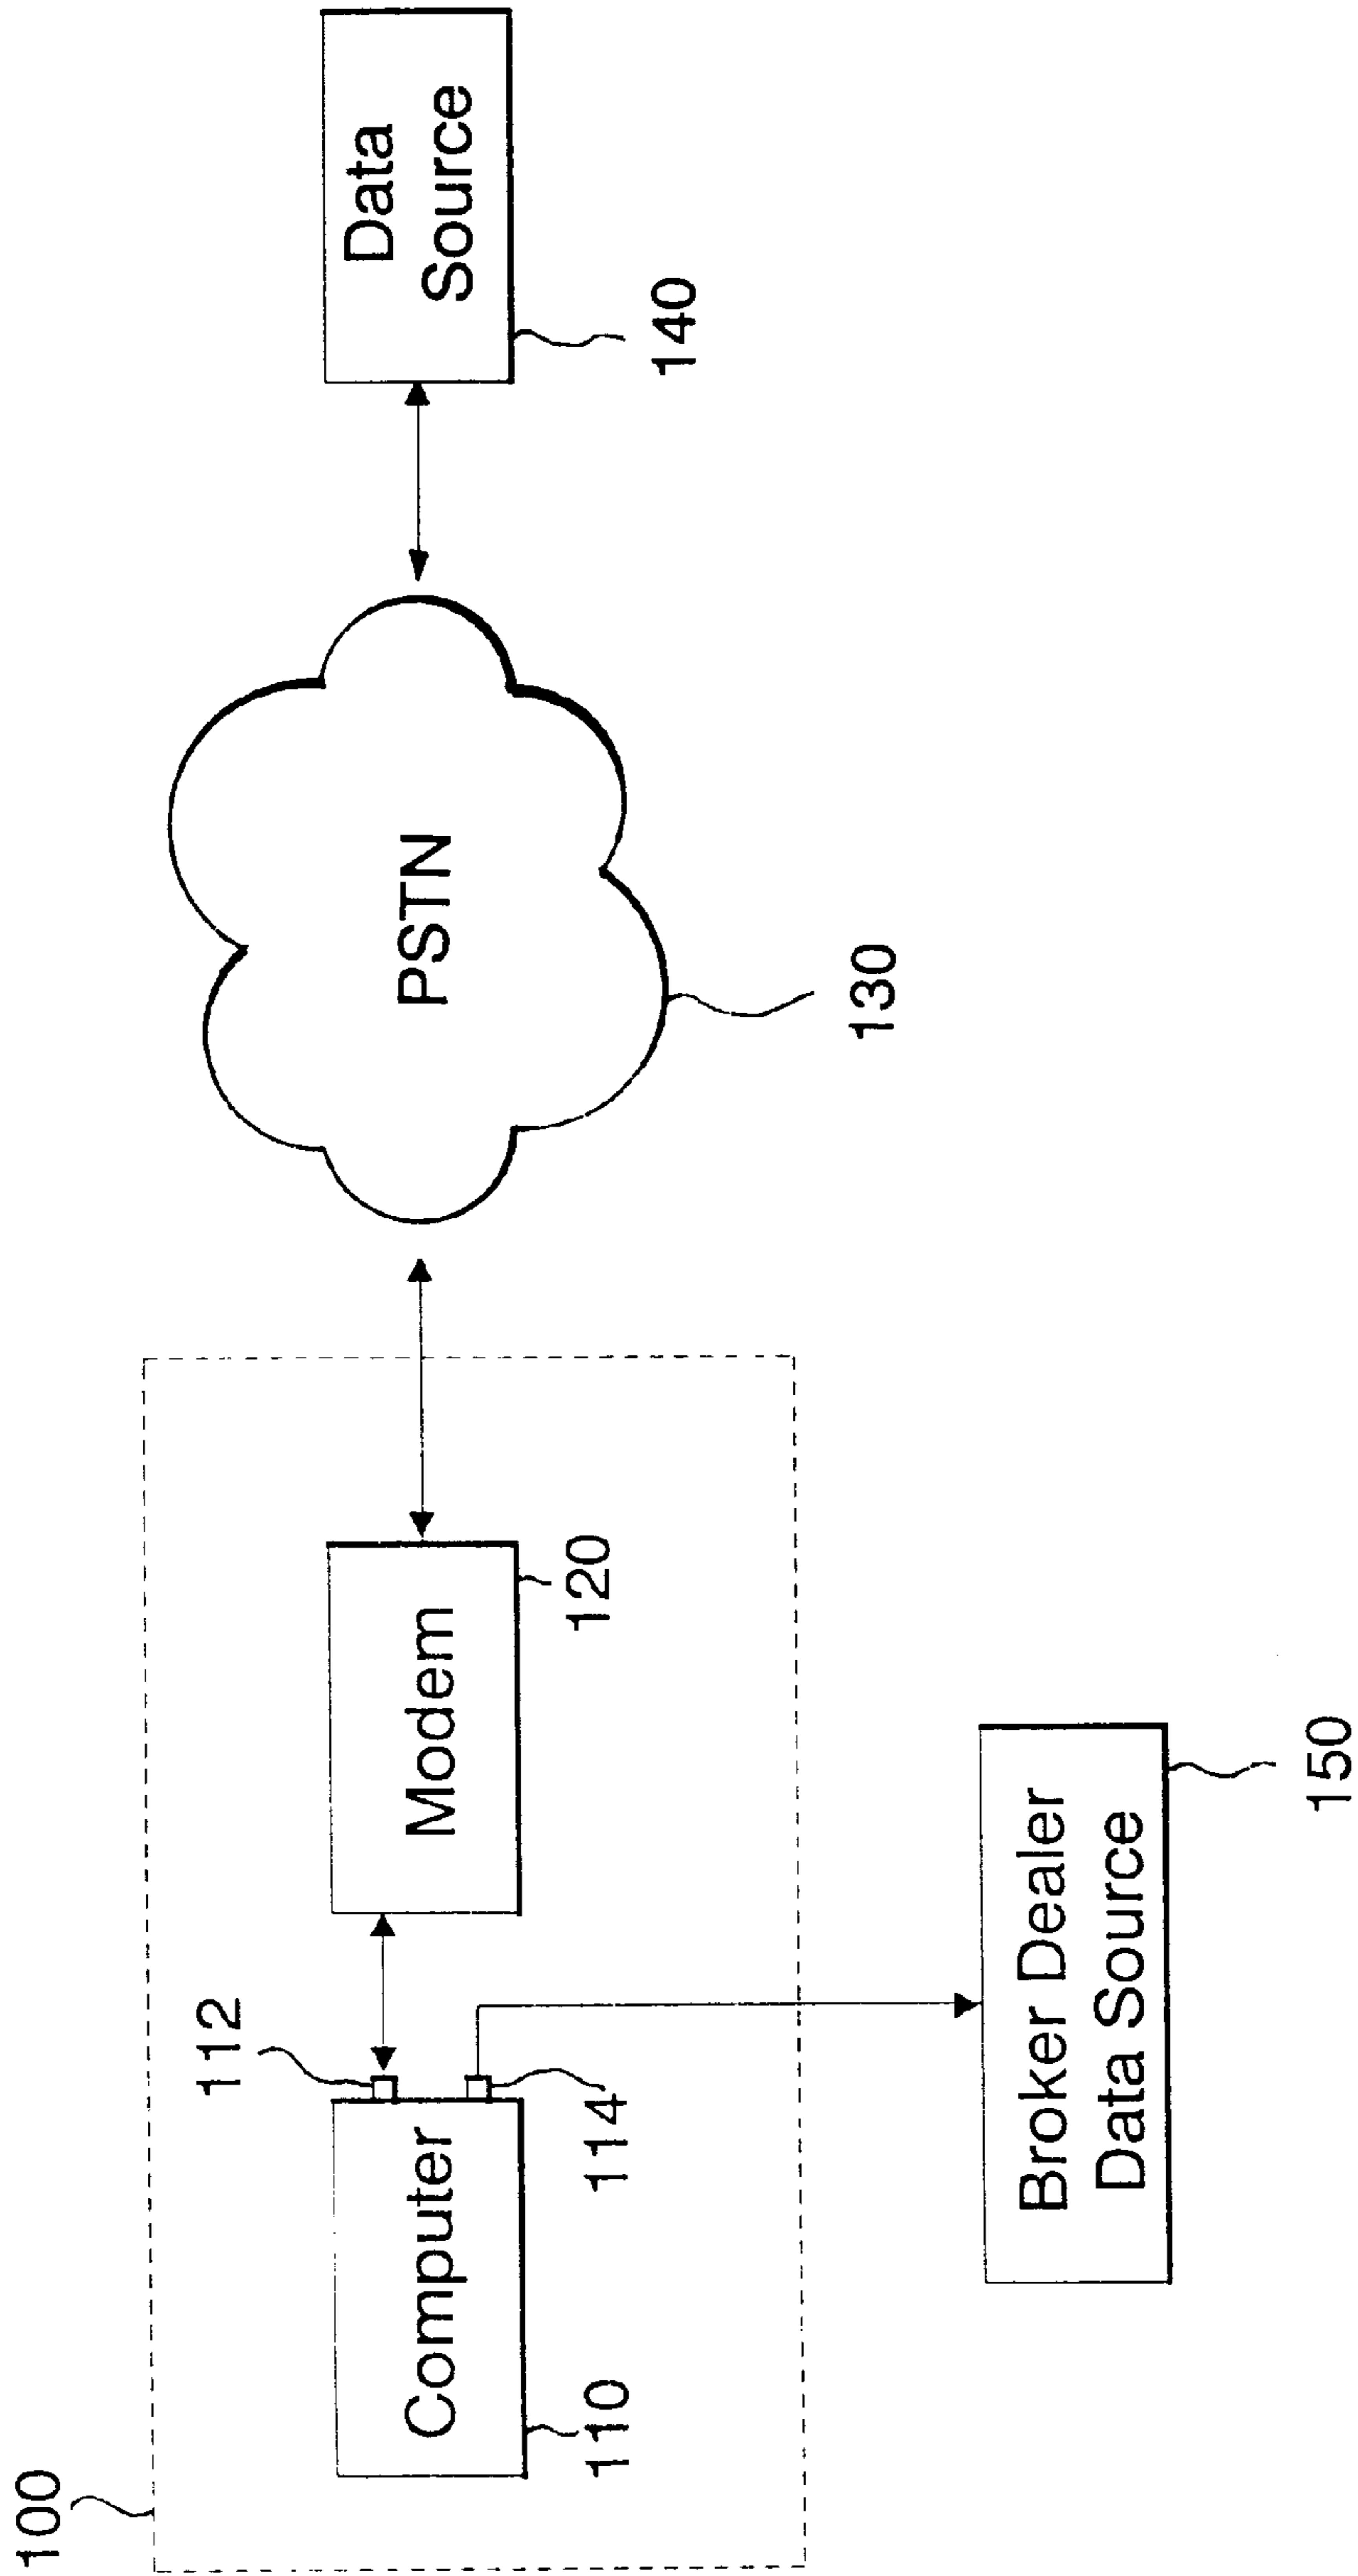 100
112
Computer
110
114
Modem
120
PSTN
130
Data
Source
140
Broker Dealer
Data Source
150